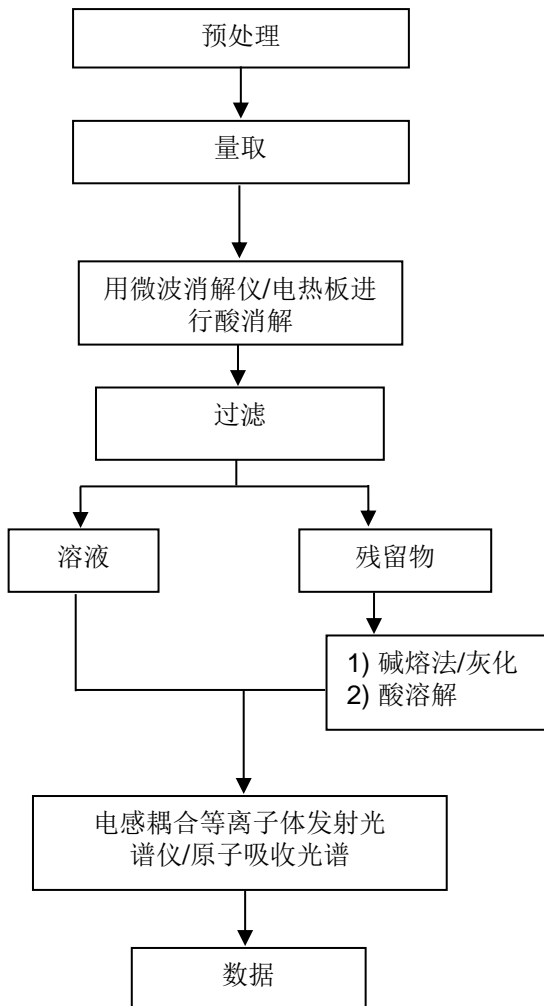 预处理
量取
用微波消解仪/电热板进
行酸消解
过滤
溶液
残留物
1) 碱熔法/灰化
2) 酸溶解
电感耦合等离子体发射光
谱仪/原子吸收光谱
数据